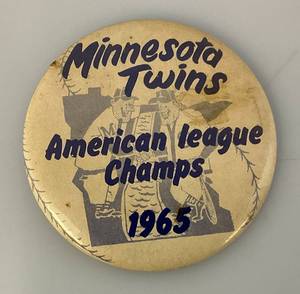 Minnesota
Twins
American league
Champs
1965